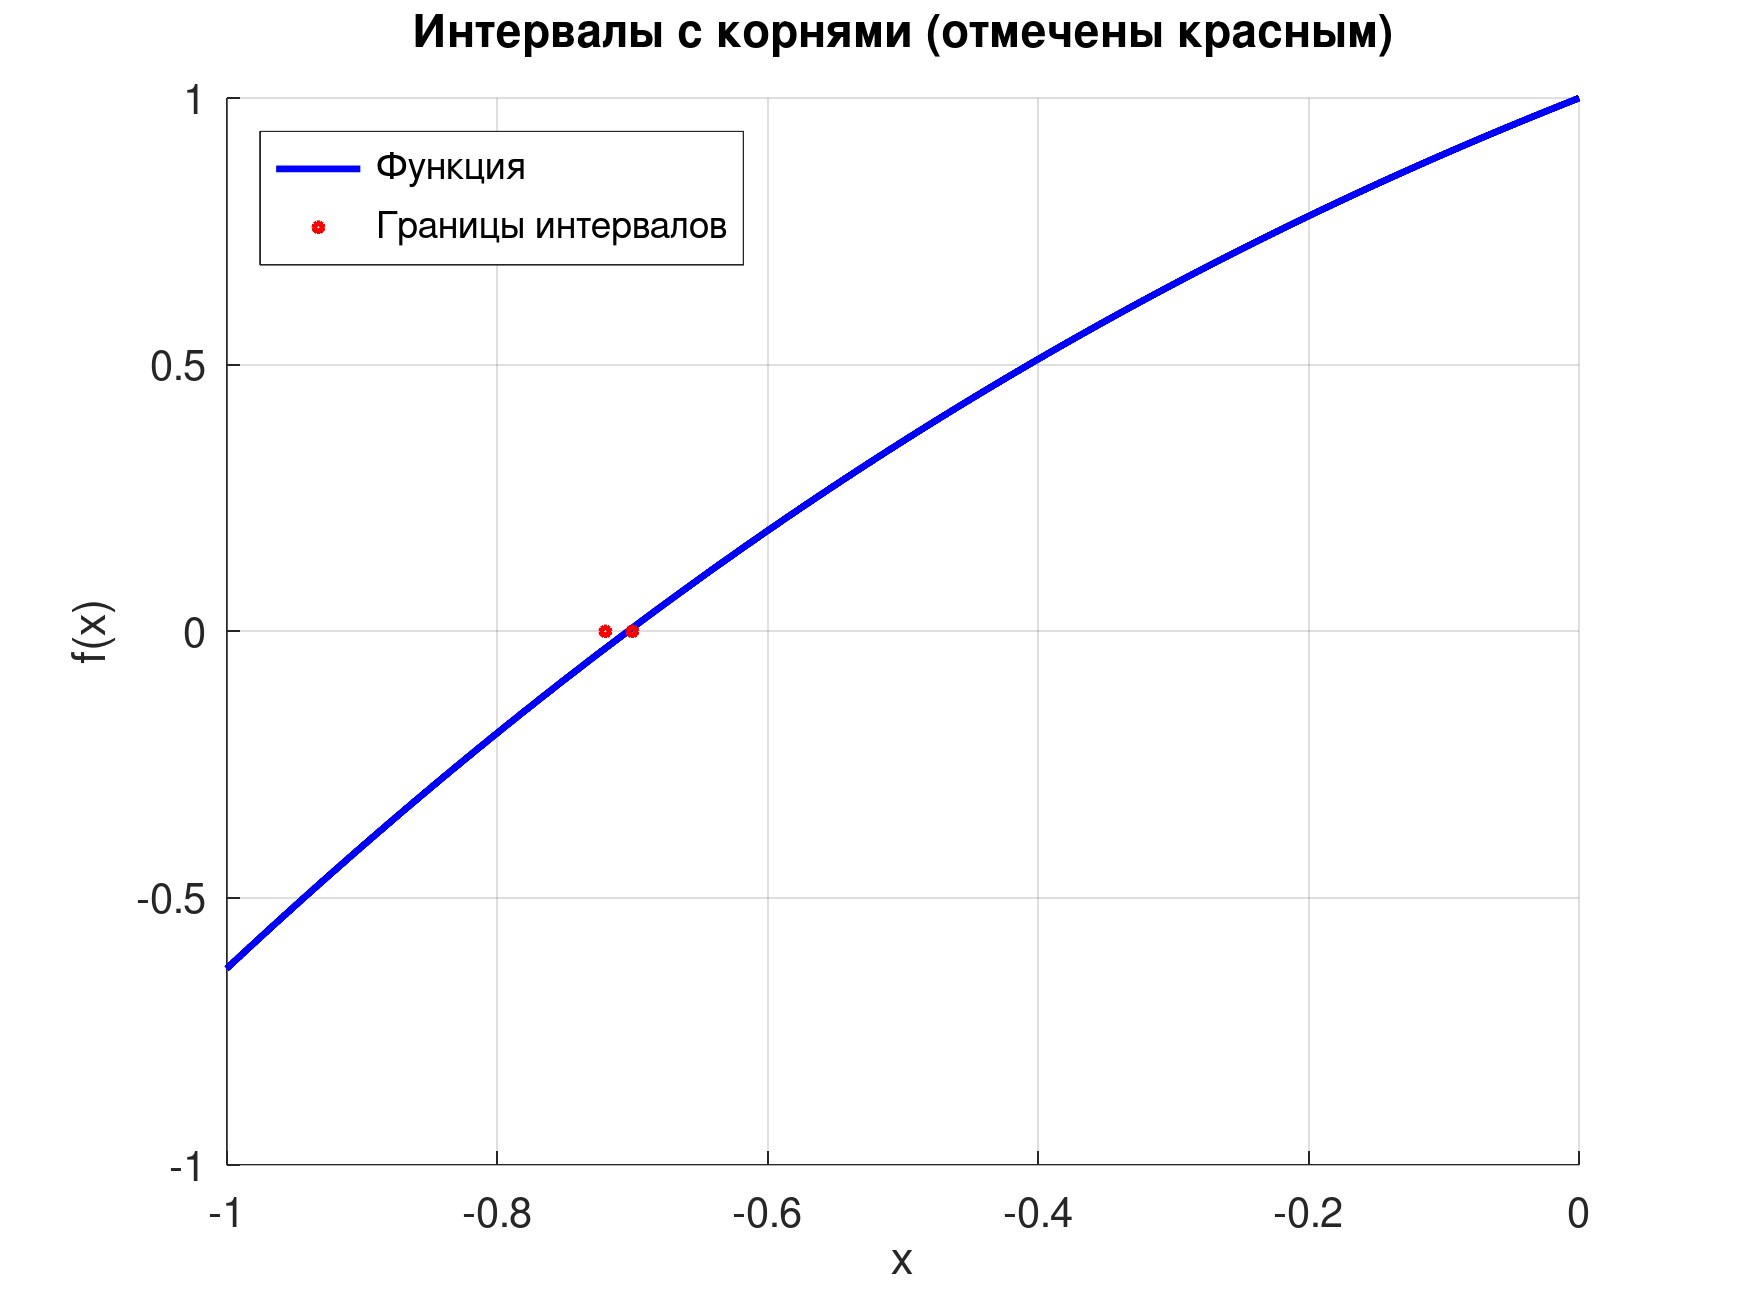 Интервалы с корнями (отмечены красным)
1
Функция
Границы интервалов
0.5
0
-0.5
-1
f(x)
-1 -0.8 -0.6 -0.4 -0.2 0
x